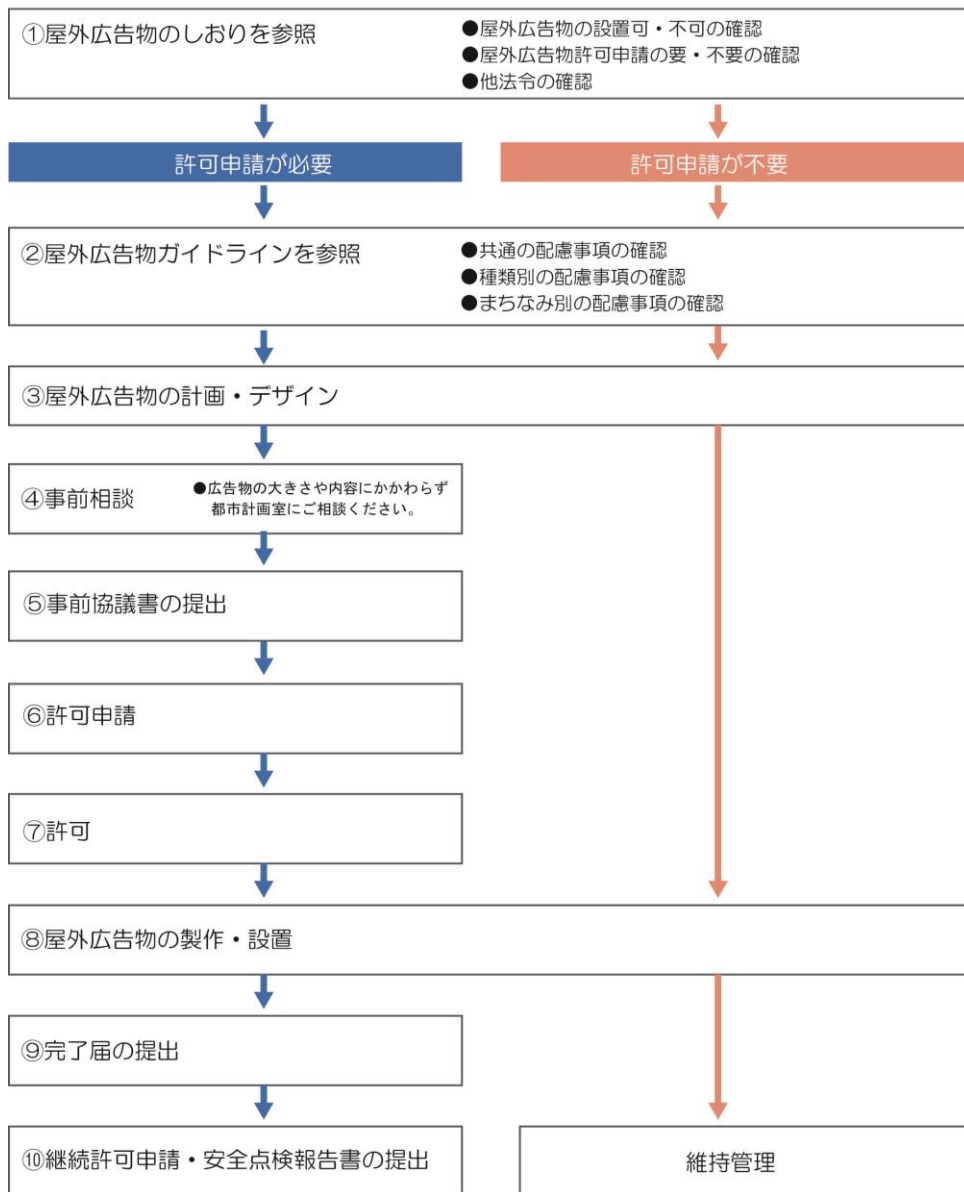 ①屋外広告物のしおりを参照
●屋外広告物の設置可・不可の確認
●屋外広告物許可申請の要・不要の確認
●他法令の確認
許可申請が必要
許可申請が不要
②屋外広告物ガイドラインを参照
●共通の配慮事項の確認
●種類別の配慮事項の確認
●まちなみ別の配慮事項の確認
③屋外広告物の計画・デザイン
④事前相談
●広告物の大きさや内容にかかわらず
都市計画室にご相談ください。
⑤事前協議書の提出
⑥許可申請
⑦許可
⑧屋外広告物の製作・設置
⑨完了届の提出
⑩継続許可申請・安全点検報告書の提出
維持管理